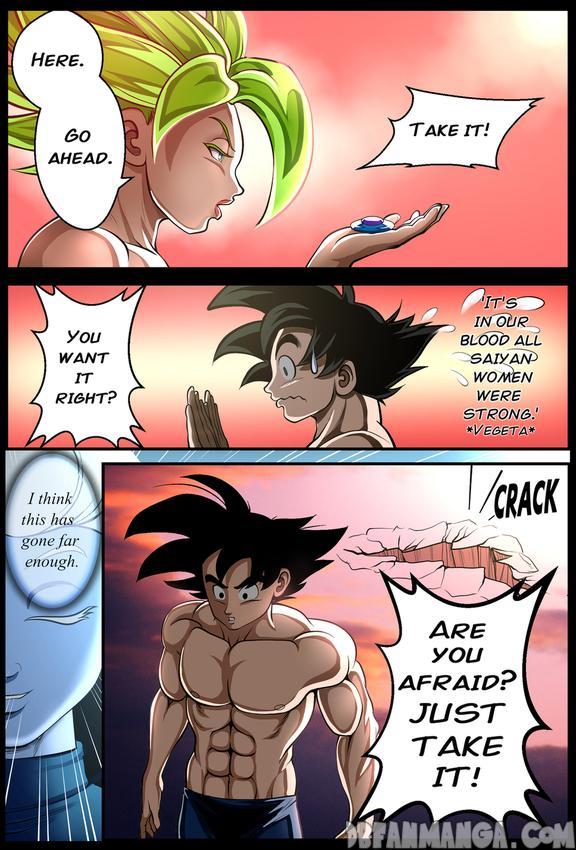 HERE.
GO
AHEAD.
TAKE IT!
YOU
WANT
IT
RIGHT?
'IT'S
IN OUR
BLOOD ALL
SAIYAN
WOMEN
WERE
STRONG.'
*VEGETA*
I think
this has
gone far
enough.
CRACK
ARE
YOU
AFRAID?
JUST
TAKE
IT!
DBFANMANGA.COM